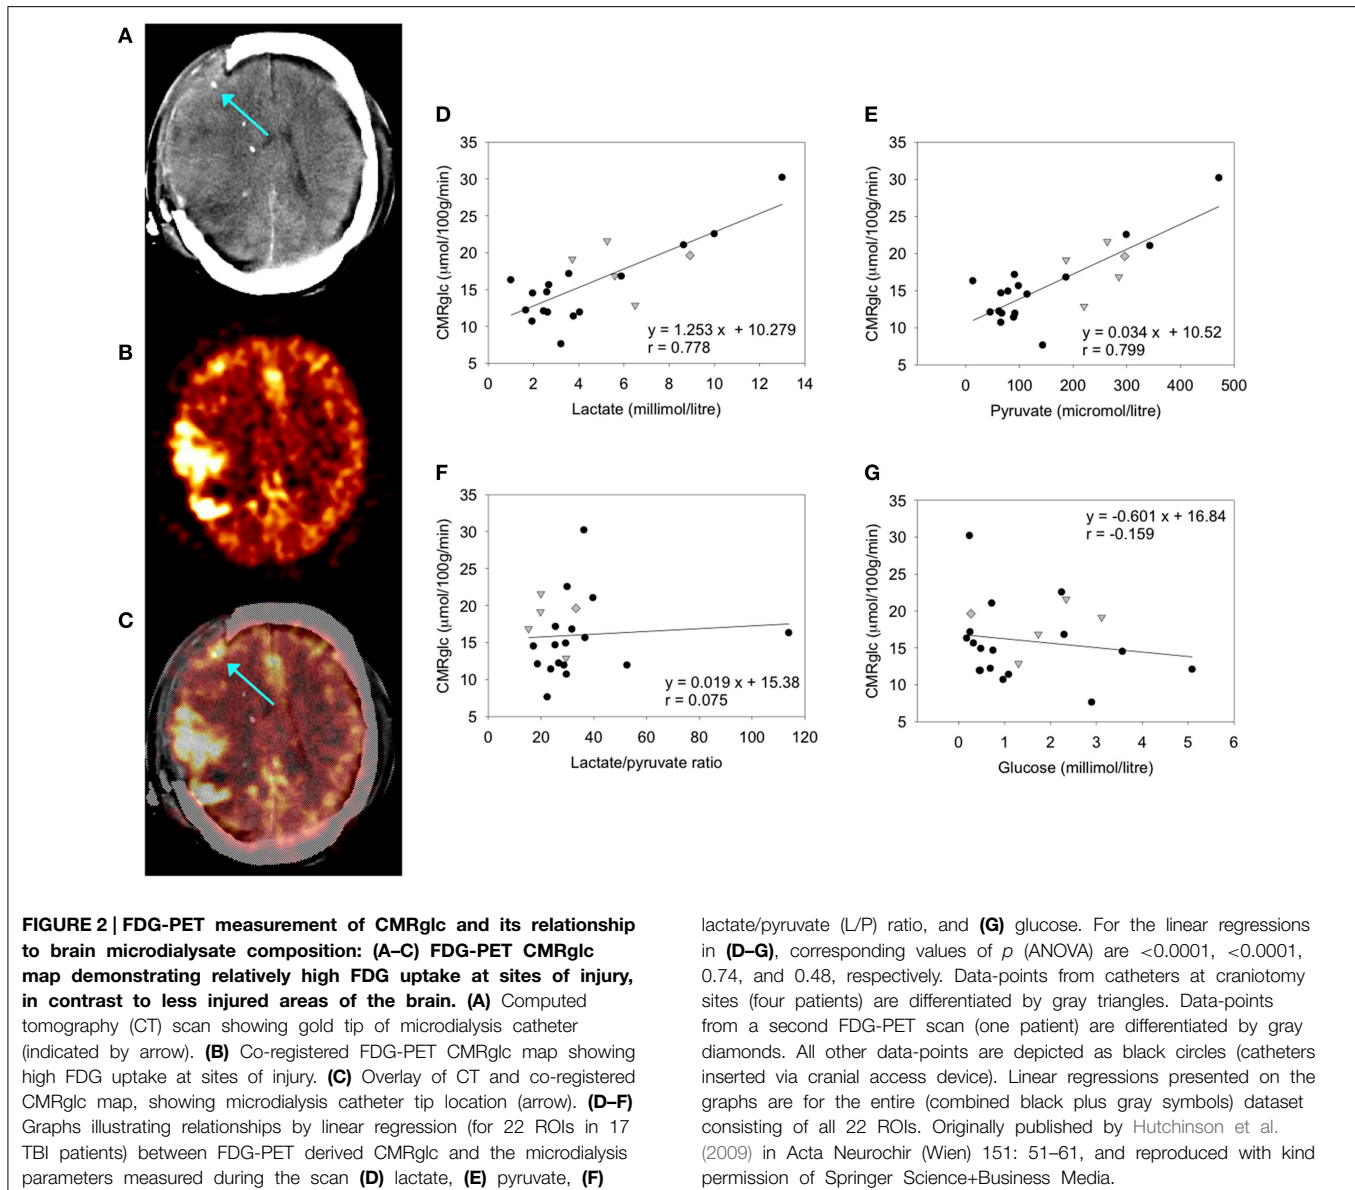 A
B
C
D
35
30
25
20
15
10
5
CMRglc (µmol/100g/min)
y = 1.253 x + 10.279
r = 0.778
0 2 4 6 8 10 12 14
Lactate (millimol/litre)
E
35
30
25
20
15
10
5
CMRglc (µmol/100g/min)
y = 0.034 x + 10.52
r = 0.799
0 100 200 300 400 500
Pyruvate (micromol/litre)
F
35
30
25
20
15
10
5
CMRglc (µmol/100g/min)
y = 0.019 x + 15.38
r = 0.075
0 20 40 60 80 100 120
Lactate/pyruvate ratio
G
35
30
25
20
15
10
5
CMRglc (µmol/100g/min)
y = -0.601 x + 16.84
r = -0.159
0 1 2 3 4 5 6
Glucose (millimol/litre)
FIGURE 2 | FDG-PET measurement of CMRglc and its relationship
to brain microdialysate composition: (A–C) FDG-PET CMRglc
map demonstrating relatively high FDG uptake at sites of injury,
in contrast to less injured areas of the brain. (A) Computed
tomography (CT) scan showing gold tip of microdialysis catheter
(indicated by arrow). (B) Co-registered FDG-PET CMRglc map showing
high FDG uptake at sites of injury. (C) Overlay of CT and co-registered
CMRglc map, showing microdialysis catheter tip location (arrow). (D–F)
Graphs illustrating relationships by linear regression (for 22 ROIs in 17
TBI patients) between FDG-PET derived CMRglc and the microdialysis
parameters measured during the scan (D) lactate, (E) pyruvate, (F)
lactate/pyruvate (L/P) ratio, and (G) glucose. For the linear regressions
in (D–G), corresponding values of p (ANOVA) are <0.0001, <0.0001,
0.74, and 0.48, respectively. Data-points from catheters at craniotomy
sites (four patients) are differentiated by gray triangles. Data-points
from a second FDG-PET scan (one patient) are differentiated by gray
diamonds. All other data-points are depicted as black circles (catheters
inserted via cranial access device). Linear regressions presented on the
graphs are for the entire (combined black plus gray symbols) dataset
consisting of all 22 ROIs. Originally published by Hutchinson et al.
(2009) in Acta Neurochir (Wien) 151: 51–61, and reproduced with kind
permission of Springer Science+Business Media.